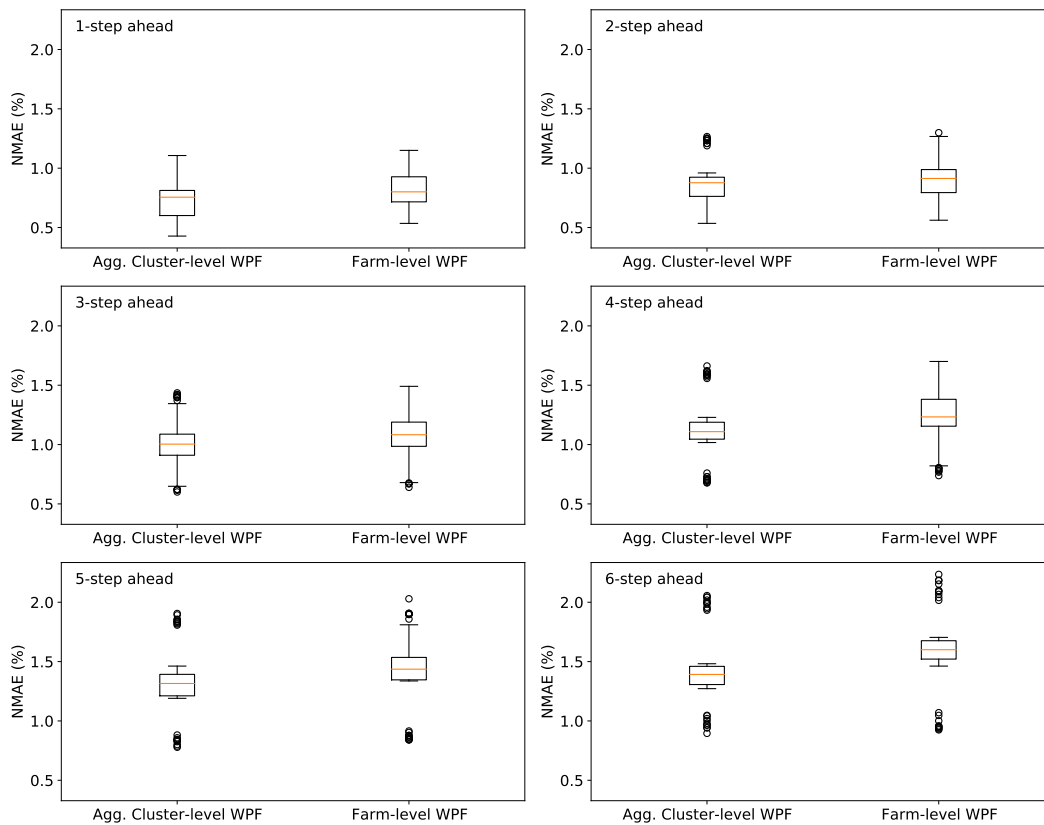 1-step ahead
NMAE (%)
2.0
1.5
1.0
0.5
Agg. Cluster-level WPF
Farm-level WPF
2-step ahead
NMAE (%)
2.0
1.5
1.0
0.5
Agg. Cluster-level WPF
Farm-level WPF
3-step ahead
NMAE (%)
2.0
1.5
1.0
0.5
Agg. Cluster-level WPF
Farm-level WPF
4-step ahead
NMAE (%)
2.0
1.5
1.0
0.5
Agg. Cluster-level WPF
Farm-level WPF
5-step ahead
NMAE (%)
2.0
1.5
1.0
0.5
Agg. Cluster-level WPF
Farm-level WPF
6-step ahead
NMAE (%)
2.0
1.5
1.0
0.5
Agg. Cluster-level WPF
Farm-level WPF